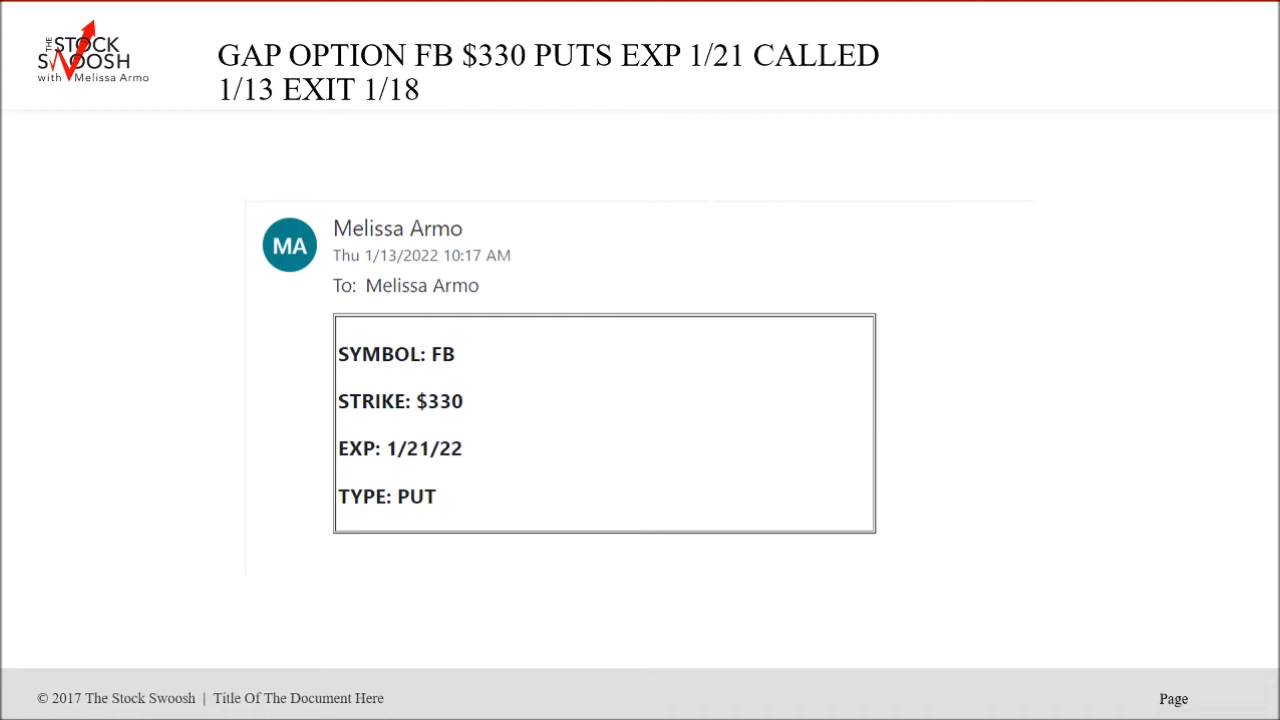 THE
STOCK
SWOOSH
with Melissa Armo
GAP OPTION FB $330 PUTS EXP 1/21 CALLED
1/13 EXIT 1/18
MA
Melissa Armo
Thu 1/13/2022 10:17 AM
To: Melissa Armo
SYMBOL: FB
STRIKE: $330
EXP: 1/21/22
TYPE: PUT
© 2017 The Stock Swoosh | Title Of The Document Here
Page